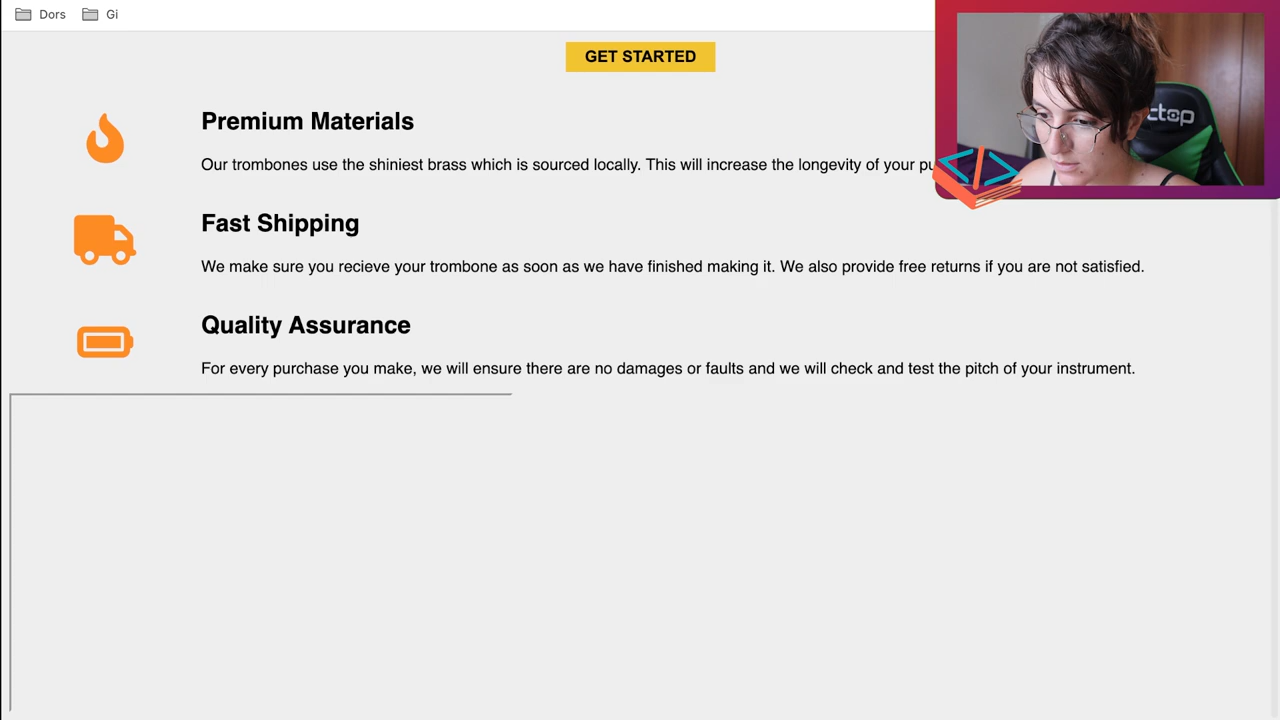 Dors Gi
GET STARTED
Premium Materials
Our trombones use the shiniest brass which is sourced locally. This will increase the longevity of your
Fast Shipping
We make sure you recieve your trombone as soon as we have finished making it. We also provide free returns if you are not satisfied.
Quality Assurance
For every purchase you make, we will ensure there are no damages or faults and we will check and test the pitch of your instrument.